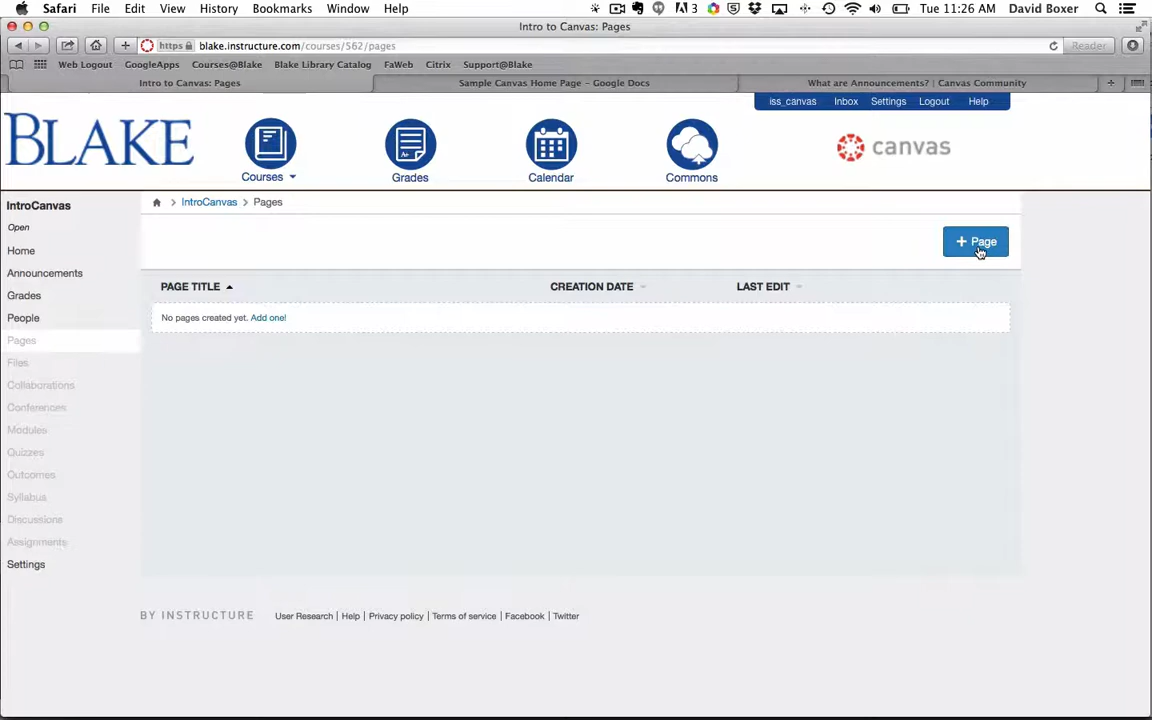 Safari File Edit View History Bookmarks Window Help 3 5 Tue 11:26 AM David Boxer
Intro to Canvas: Pages
https blake.instructure.com/courses/562/pages Reader
Web Logout GoogleApps Courses@Blake Blake Library Catalog FaWeb Citrix Support@Blake
Intro to Canvas: Pages Sample Canvas Home Page – Google Docs What are Announcements? | Canvas Community
iss_canvas Inbox Settings Logout Help
BLAKE
A+
canvas
Courses Grades Calendar Commons
IntroCanvas
IntroCanvas > Pages
Open
+ Page
Home
Announcements
Grades
People
Pages
Files
Collaborations
Conferences
Modules
Quizzes
Outcomes
Syllabus
Discussions
Assignments
Settings
PAGE TITLE CREATION DATE LAST EDIT
No pages created yet. Add one!
BY INSTRUCTURE User Research | Help | Privacy policy | Terms of service | Facebook | Twitter